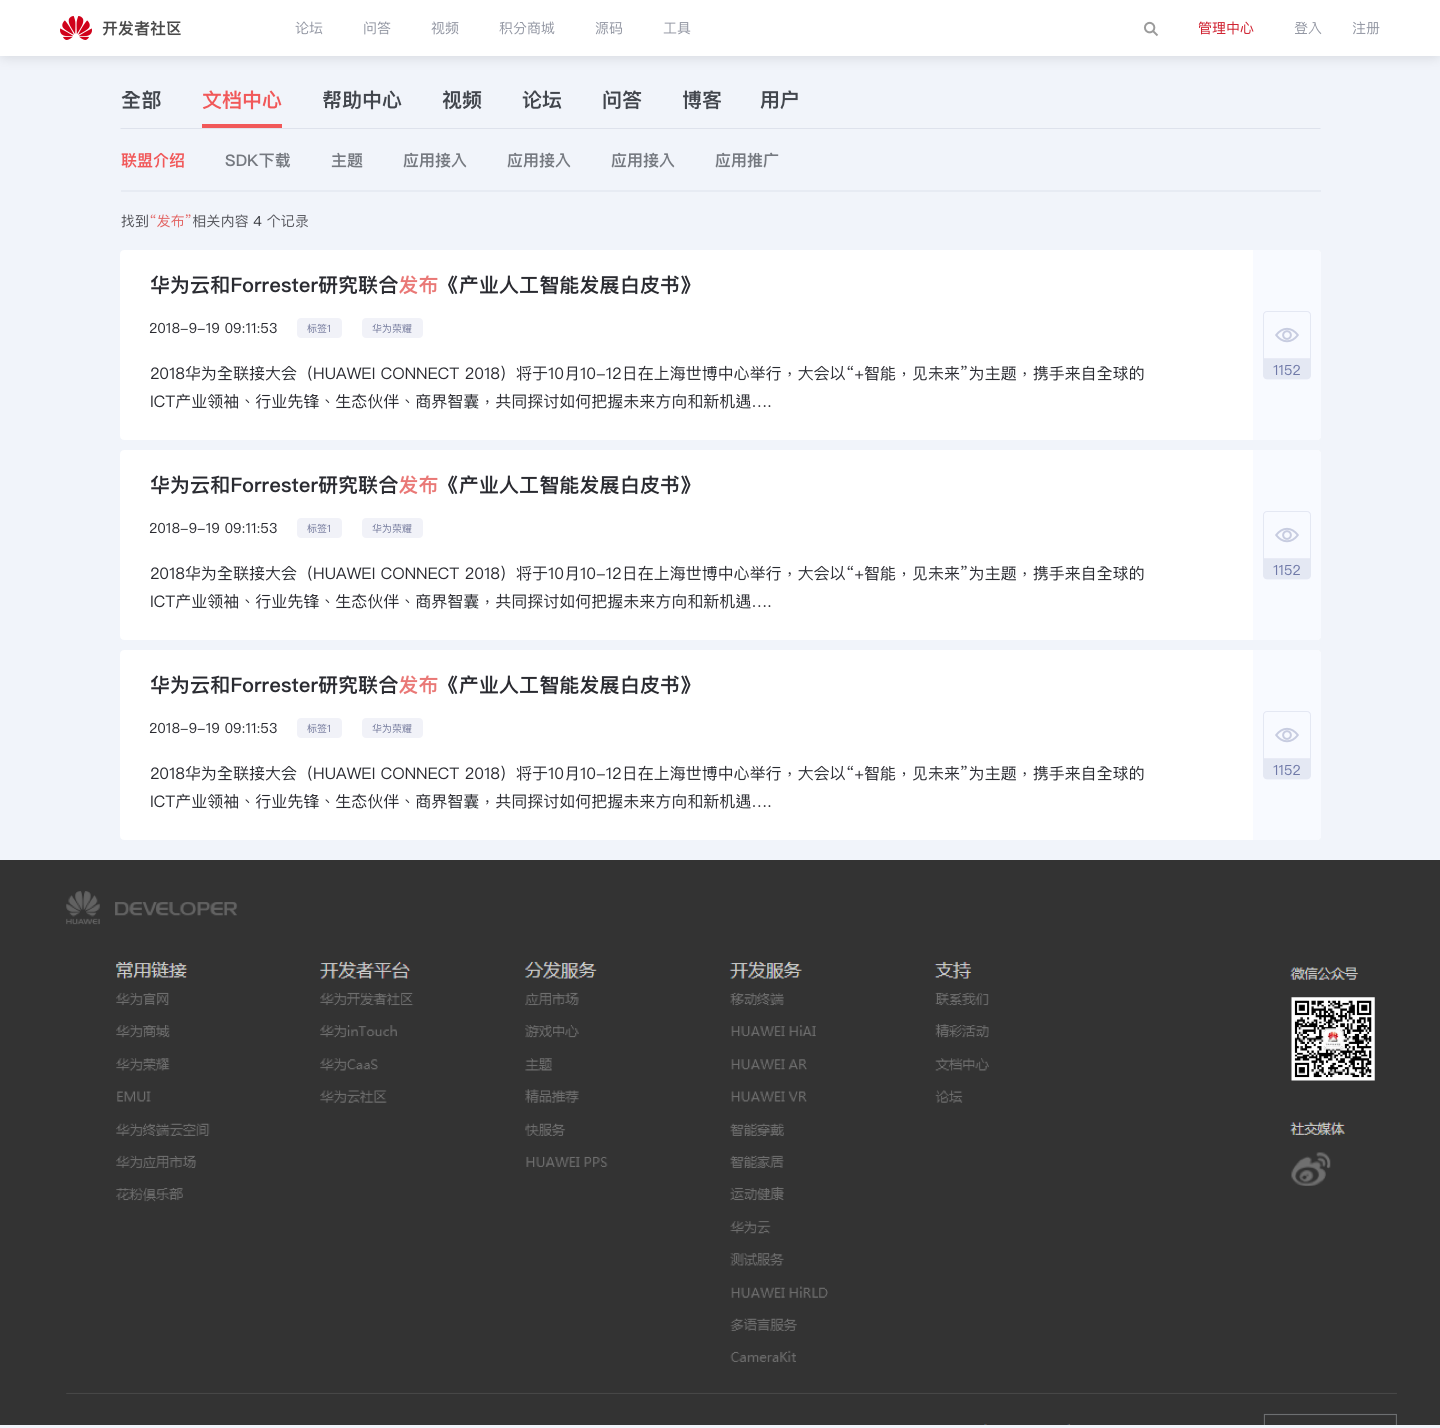 开发者社区 论坛 问答 视频 积分商城 源码 工具 管理中心 登入 注册
全部 文档中心 帮助中心 视频 论坛 问答 博客 用户
联盟介绍 SDK下载 主题 应用接入 应用接入 应用接入 应用推广
找到“发布”相关内容 4 个记录
华为云和Forrester研究联合发布《产业人工智能发展白皮书》
2018-9-19 09:11:53 标签1 华为荣耀
1152
2018华为全联接大会（HUAWEI CONNECT 2018）将于10月10-12日在上海世博中心举行，大会以“+智能，见未来”为主题，携手来自全球的
ICT产业领袖、行业先锋、生态伙伴、商界智囊，共同探讨如何把握未来方向和新机遇....
华为云和Forrester研究联合发布《产业人工智能发展白皮书》
2018-9-19 09:11:53 标签1 华为荣耀
1152
2018华为全联接大会（HUAWEI CONNECT 2018）将于10月10-12日在上海世博中心举行，大会以“+智能，见未来”为主题，携手来自全球的
ICT产业领袖、行业先锋、生态伙伴、商界智囊，共同探讨如何把握未来方向和新机遇....
华为云和Forrester研究联合发布《产业人工智能发展白皮书》
2018-9-19 09:11:53 标签1 华为荣耀
1152
2018华为全联接大会（HUAWEI CONNECT 2018）将于10月10-12日在上海世博中心举行，大会以“+智能，见未来”为主题，携手来自全球的
ICT产业领袖、行业先锋、生态伙伴、商界智囊，共同探讨如何把握未来方向和新机遇....
HUAWEI DEVELOPER
常用链接
华为官网
华为商城
华为荣耀
EMUI
华为终端云空间
华为应用市场
花粉俱乐部
开发者平台
华为开发者社区
华为inTouch
华为CaaS
华为云社区
分发服务
应用市场
游戏中心
主题
精品推荐
快服务
HUAWEI PPS
开发服务
移动终端
HUAWEI HiAI
HUAWEI AR
HUAWEI VR
智能穿戴
智能家居
运动健康
华为云
测试服务
HUAWEI HiRLD
多语言服务
CameraKit
支持
联系我们
精彩活动
文档中心
论坛
微信公众号
社交媒体